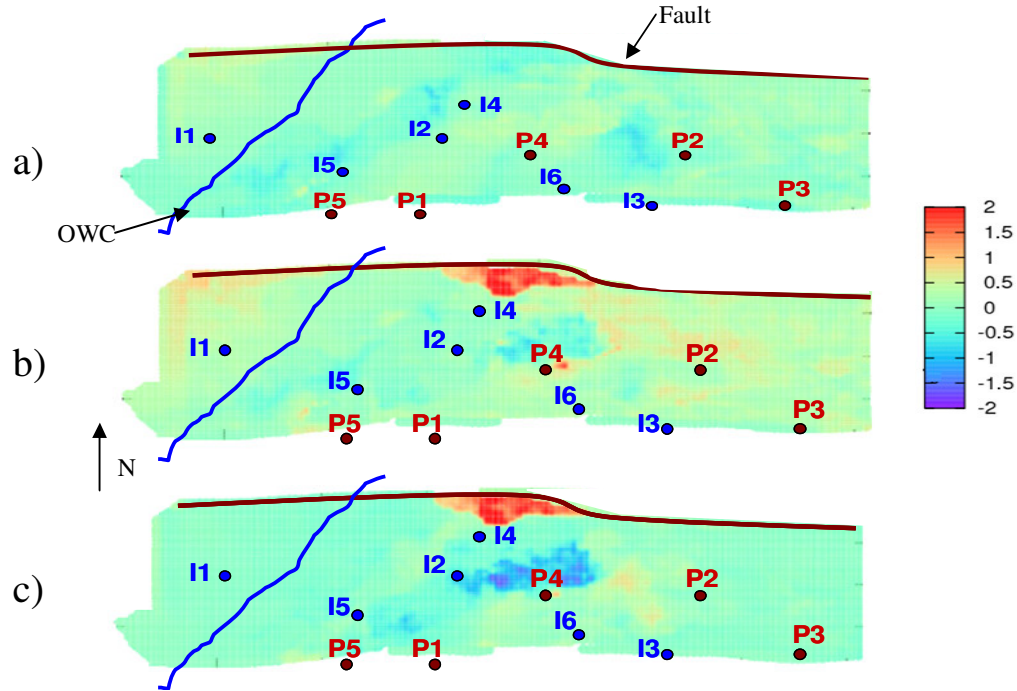 Fault
a)
I1
I2
I4
I5
I6
I3
P4
P2
P3
P5
P1
OWC
2
1.5
1
0.5
0
-0.5
-1
-1.5
-2
b)
I1
I2
I4
I5
I6
I3
P4
P2
P3
P5
P1
N
c)
I1
I2
I4
I5
I6
I3
P4
P2
P3
P5
P1